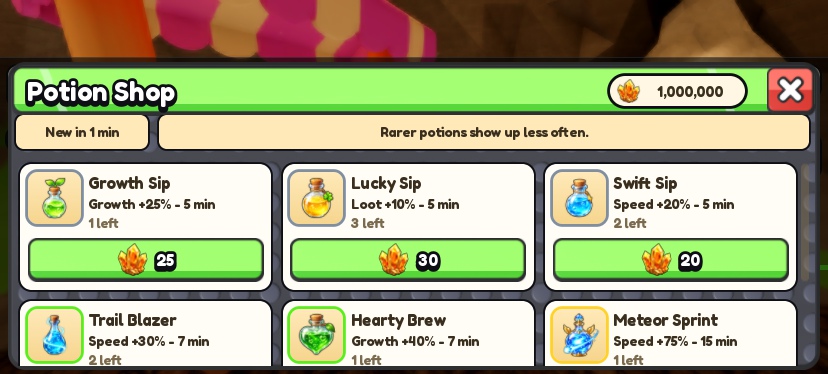 Potion Shop
1,000,000
New in 1 min
Rarer potions show up less often.
Growth Sip
Growth +25% - 5 min
1 left
25
Lucky Sip
Loot +10% - 5 min
3 left
30
Swift Sip
Speed +20% - 5 min
2 left
20
Trail Blazer
Speed +30% - 7 min
2 left
Hearty Brew
Growth +40% - 7 min
1 left
Meteor Sprint
Speed +75% - 15 min
1 left